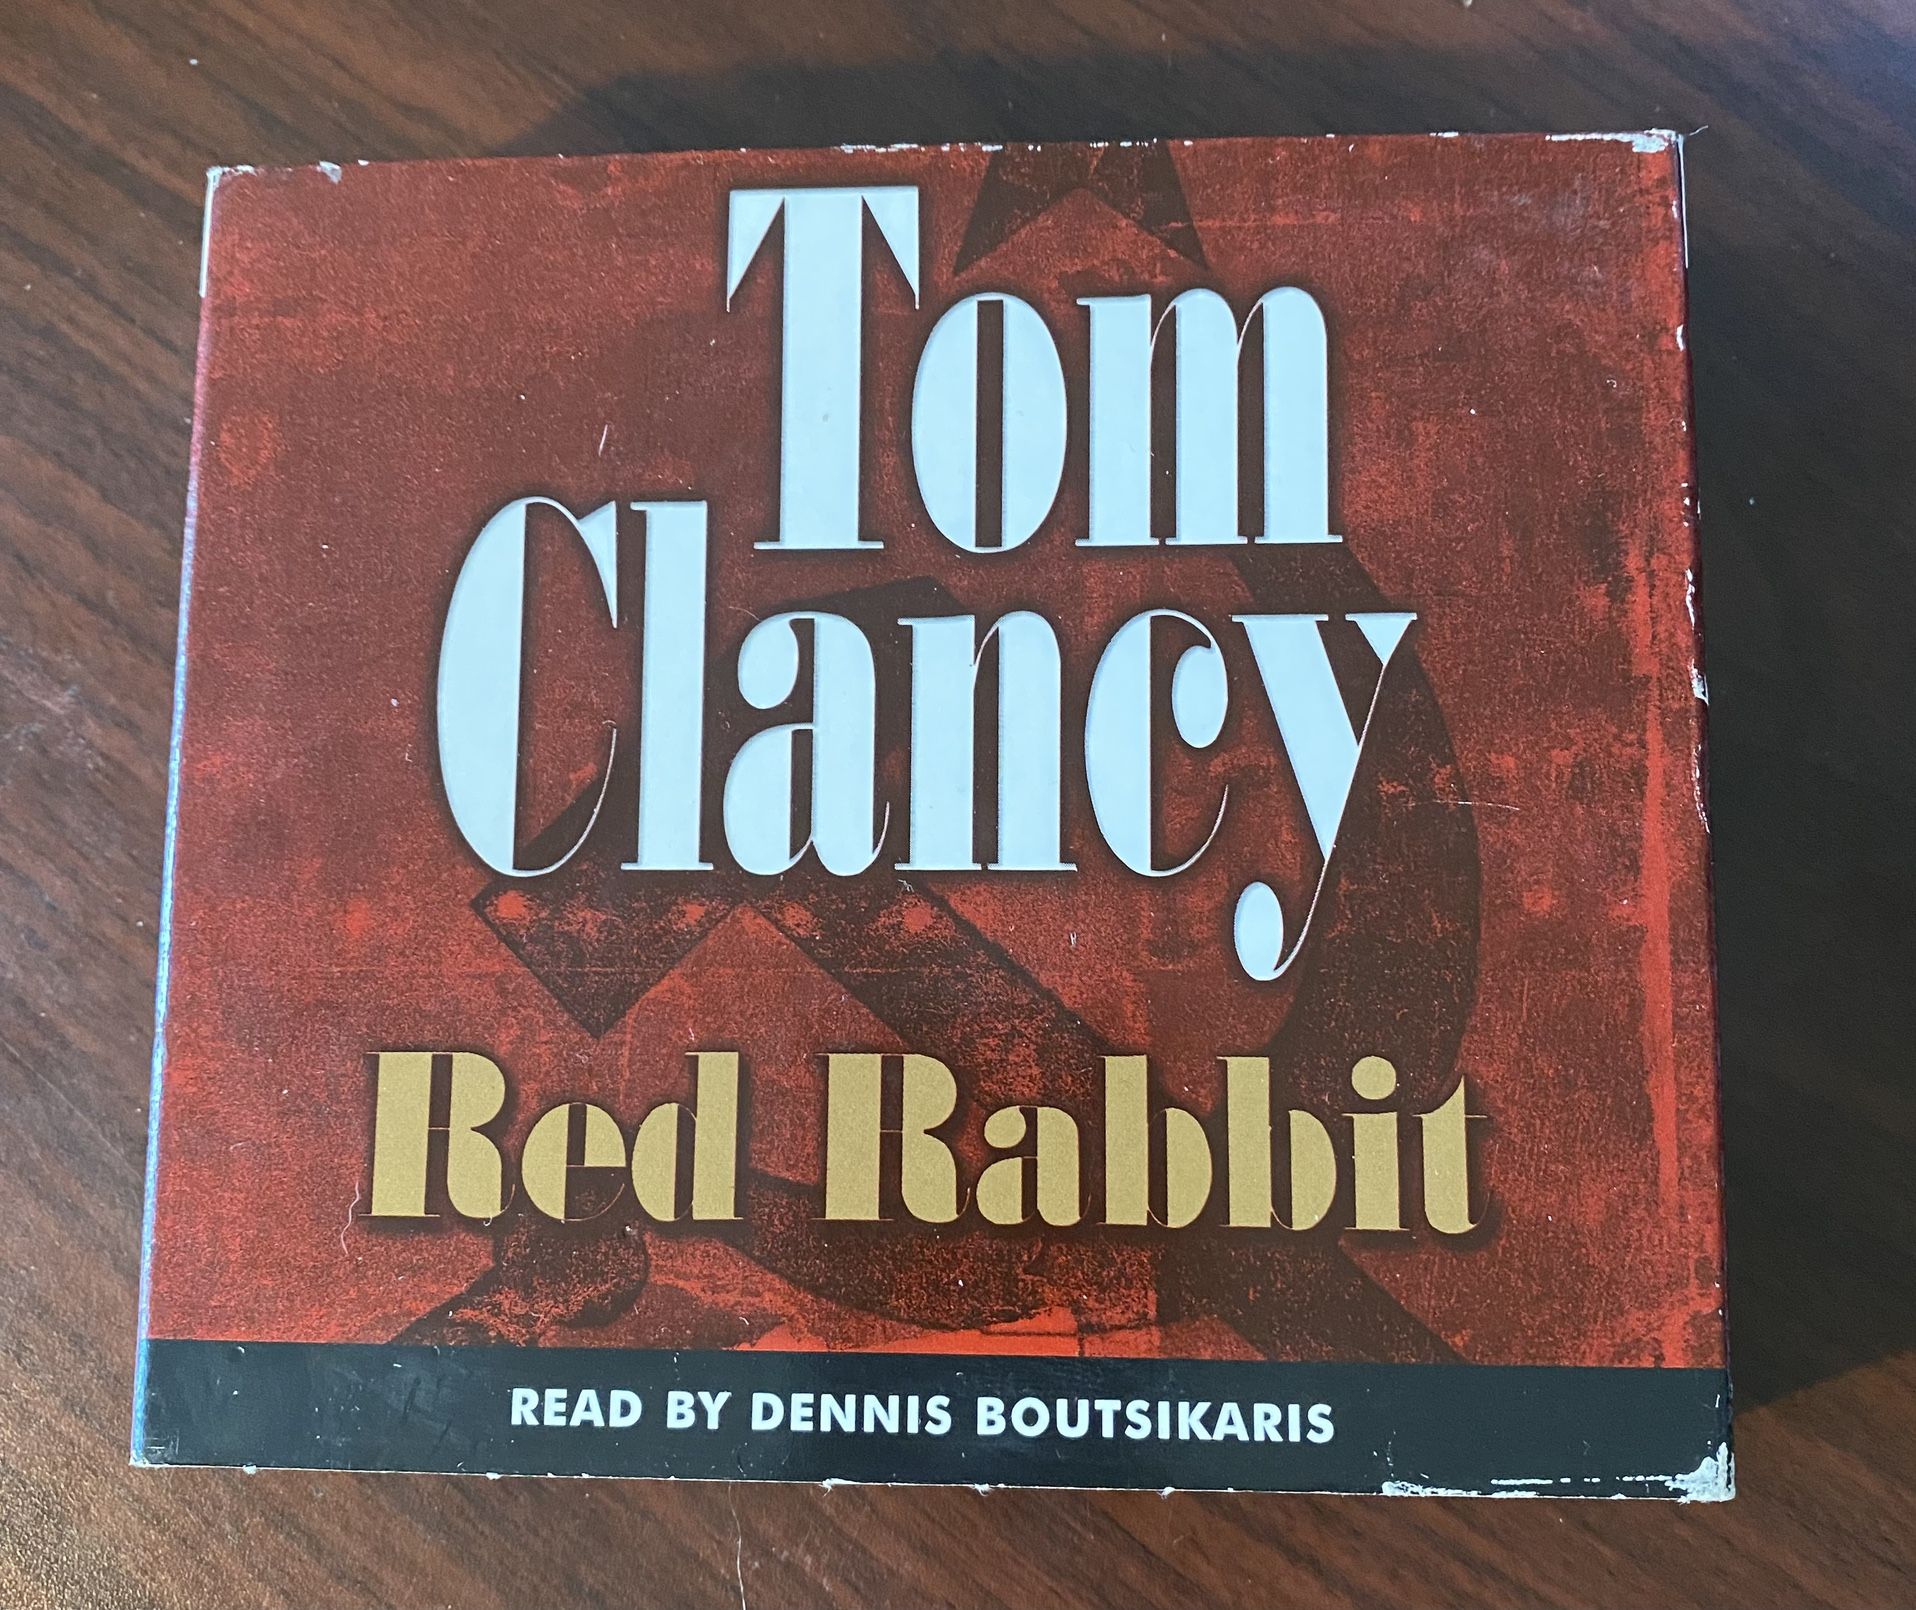 Tom
Clancy
Red Rabbit
READ BY DENNIS BOUTSIKARIS